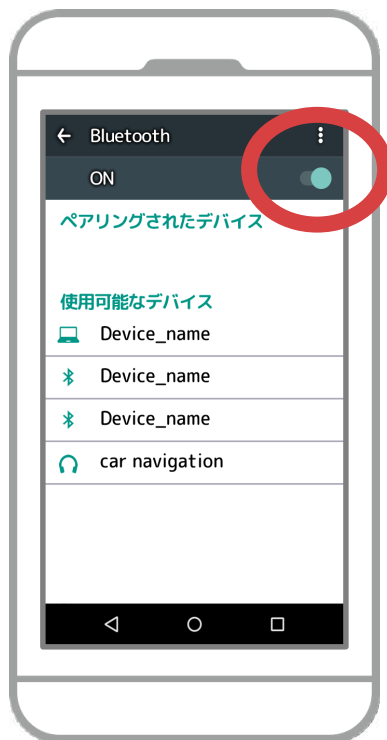 Bluetooth
ON
ペアリングされたデバイス
使用可能なデバイス
Device_name
Device_name
Device_name
car navigation